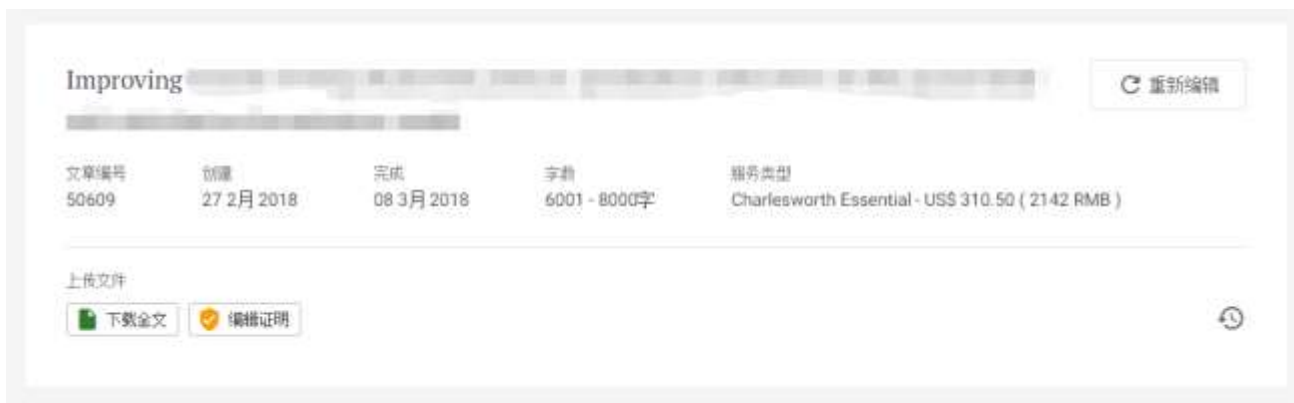 Improving
重新编辑
文章编号 创建 完成 字数 服务类型
50609 27 2月 2018 08 3月 2018 6001 - 8000字 Charlesworth Essential - US$ 310.50 ( 2142 RMB )
上传文件
下载全文 编辑证明